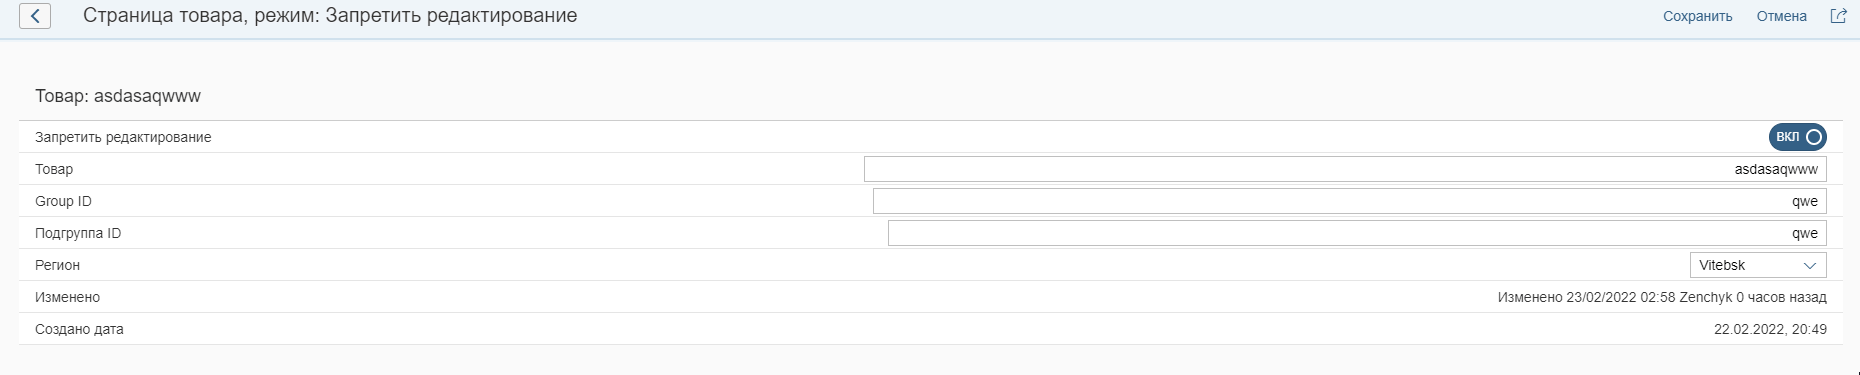 Страница товара, режим: Запретить редактирование
Сохранить Отмена
Товар: asdasaqwww
Запретить редактирование ВКЛ
Товар asdasaqwww
Group ID qwe
Подгруппа ID qwe
Регион Vitebsk
Изменено Изменено 23/02/2022 02:58 Zenchyk 0 часов назад
Создано дата 22.02.2022, 20:49